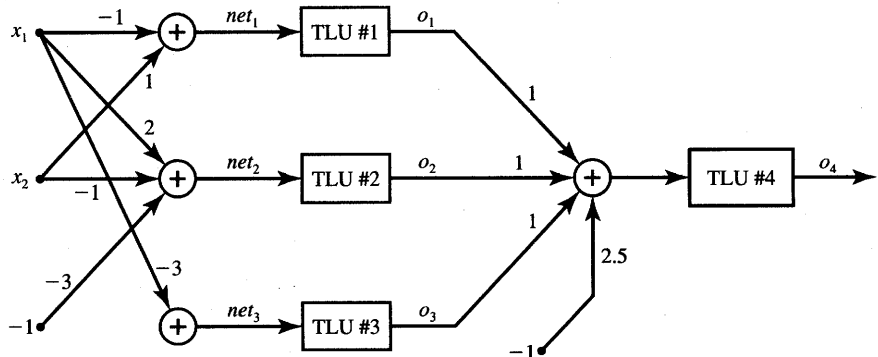 x₁ −1 net₁ TLU #1 o₁
1 1
2
x₂ −1 net₂ TLU #2 o₂ 1 TLU #4 o₄
1
−3 −3 2.5
−1 net₃ TLU #3 o₃
−1